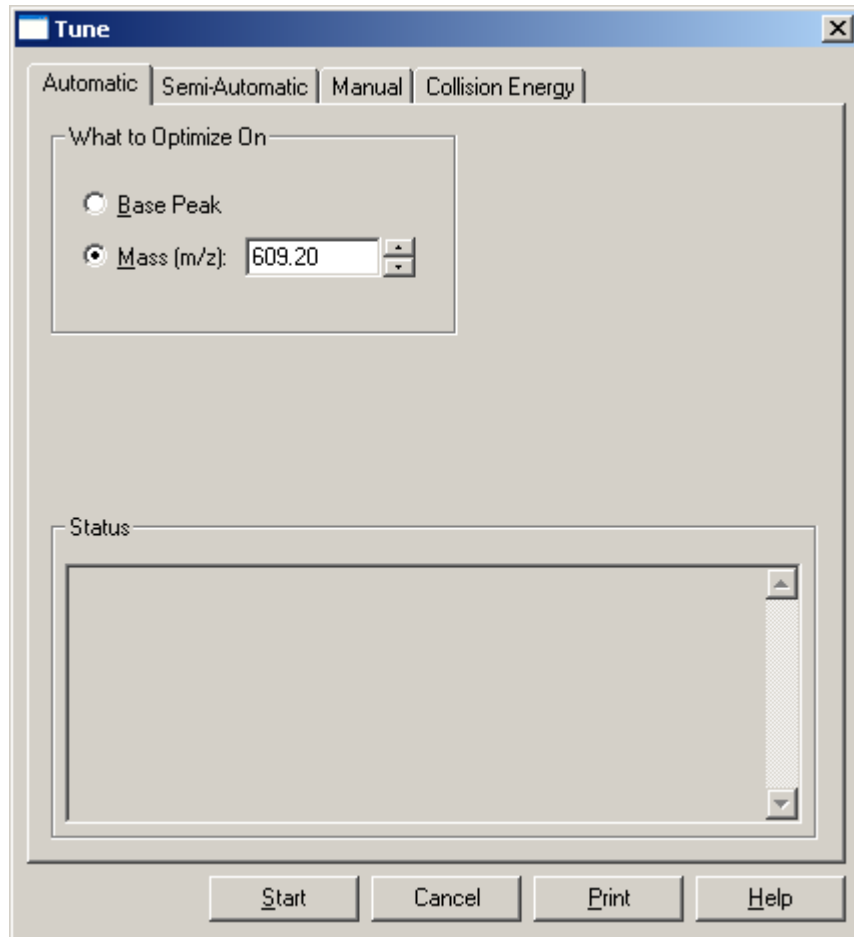 Tune
Automatic Semi-Automatic Manual Collision Energy
What to Optimize On
Base Peak
Mass (m/z): 609.20
Status
Start Cancel Print Help